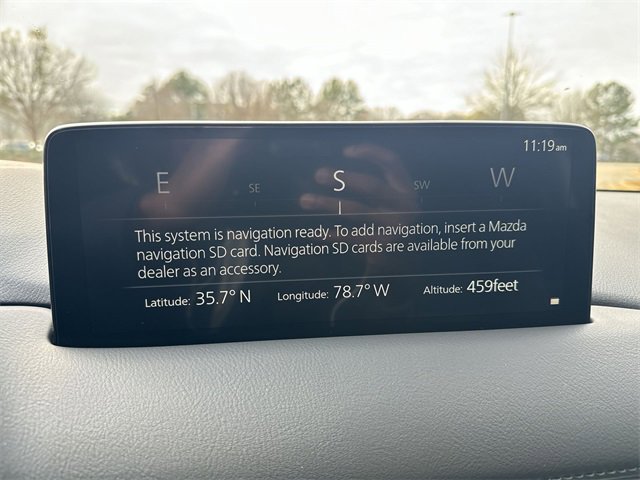 11:19am
E SE S SW W
This system is navigation ready. To add navigation, insert a Mazda
navigation SD card. Navigation SD cards are available from your
dealer as an accessory.
Latitude: 35.7° N Longitude: 78.7° W Altitude: 459feet